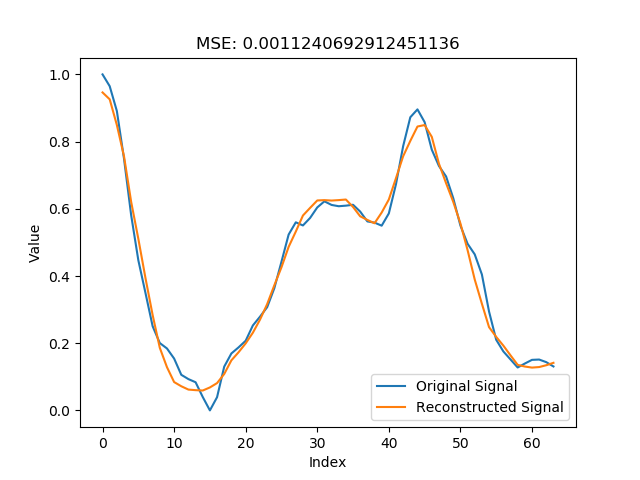 MSE: 0.0011240692912451136
1.0
0.8
0.6
0.4
0.2
0.0
Value
0 10 20 30 40 50 60
Index
Original Signal
Reconstructed Signal